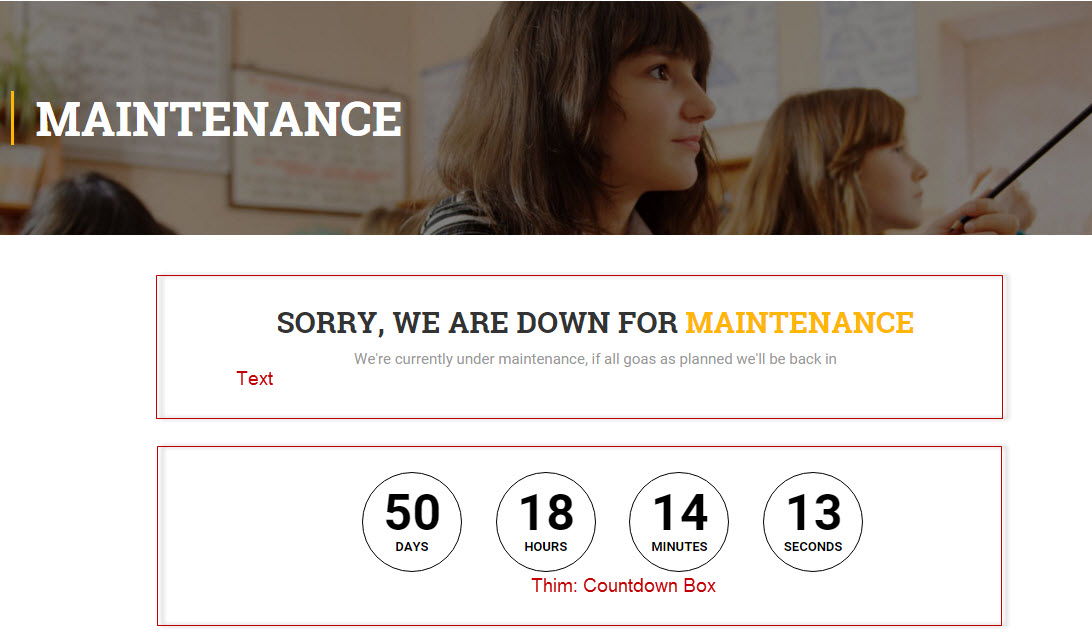 MAINTENANCE
SORRY, WE ARE DOWN FOR MAINTENANCE
We're currently under maintenance, if all goas as planned we'll be back in
Text
50 18 14 13
DAYS HOURS MINUTES SECONDS
Thim: Countdown Box